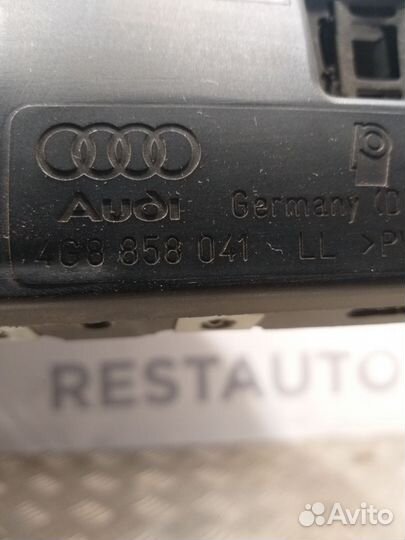 Audi Germany (D
4G8 858 041 LL >P
RESTAUTO
Avito